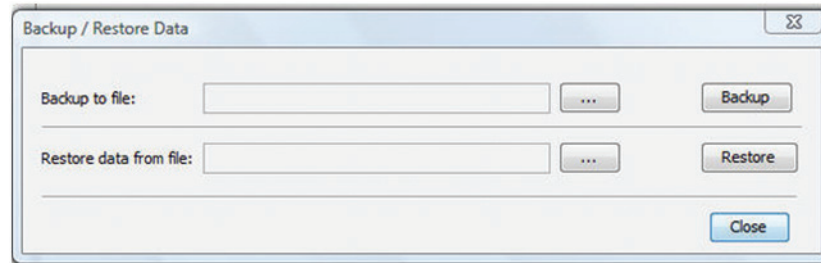 Backup / Restore Data
Backup to file: ... Backup
Restore data from file: ... Restore
Close